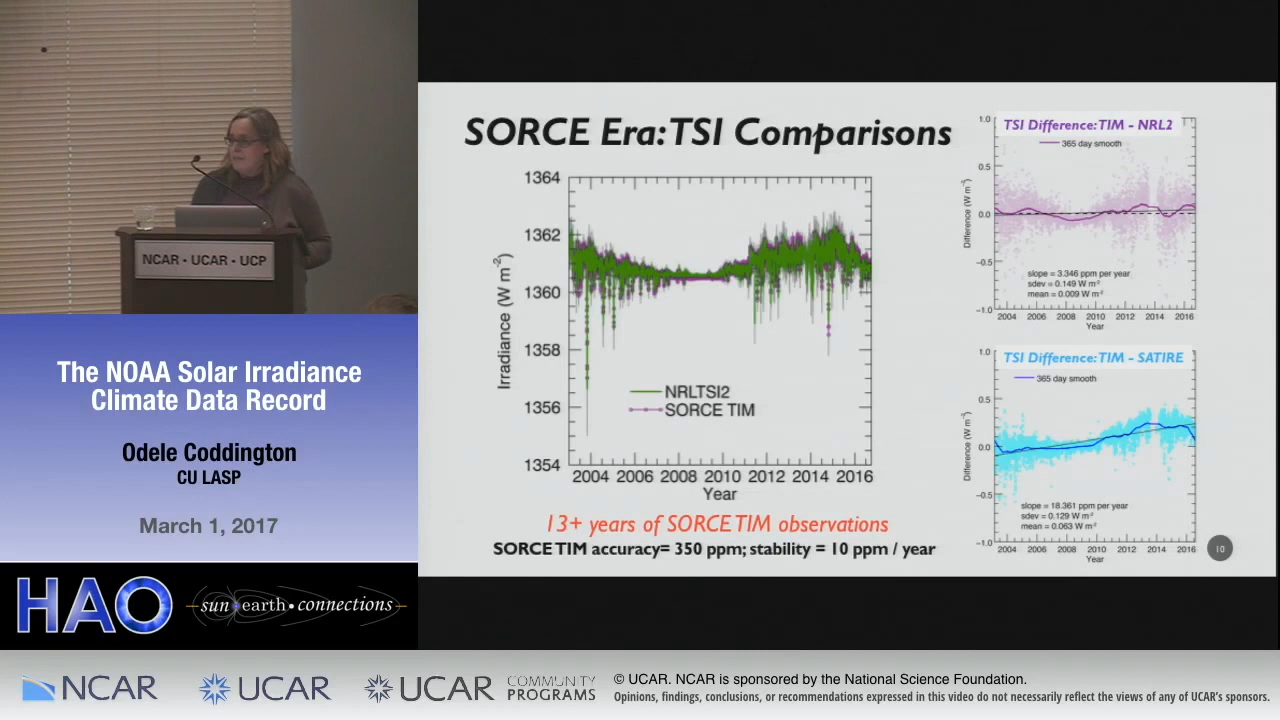 NCAR • UCAR • UCP
The NOAA Solar Irradiance
Climate Data Record
Odele Coddington
CU LASP
March 1, 2017
HAO
sun • earth • connections
SORCE Era: TSI Comparisons
1364
1362
1360
1358
1356
1354
Irradiance (W m-2)
NRLTSI2
SORCE TIM
2004 2006 2008 2010 2012 2014 2016
Year
13+ years of SORCE TIM observations
SORCE TIM accuracy= 350 ppm; stability = 10 ppm / year
TSI Difference: TIM - NRL2
365 day smooth
1.0
0.5
0.0
-0.5
-1.0
Difference (W m-2)
slope = 3.346 ppm per year
sdev = 0.149 W m-2
mean = 0.009 W m-2
2004 2006 2008 2010 2012 2014 2016
Year
TSI Difference: TIM - SATIRE
365 day smooth
1.0
0.5
0.0
-0.5
-1.0
Difference (W m-2)
slope = 18.361 ppm per year
sdev = 0.129 W m-2
mean = 0.063 W m-2
2004 2006 2008 2010 2012 2014 2016
Year
10
NCAR
UCAR
UCAR
COMMUNITY
PROGRAMS
© UCAR. NCAR is sponsored by the National Science Foundation.
Opinions, findings, conclusions, or recommendations expressed in this video do not necessarily reflect the views of any of UCAR's sponsors.